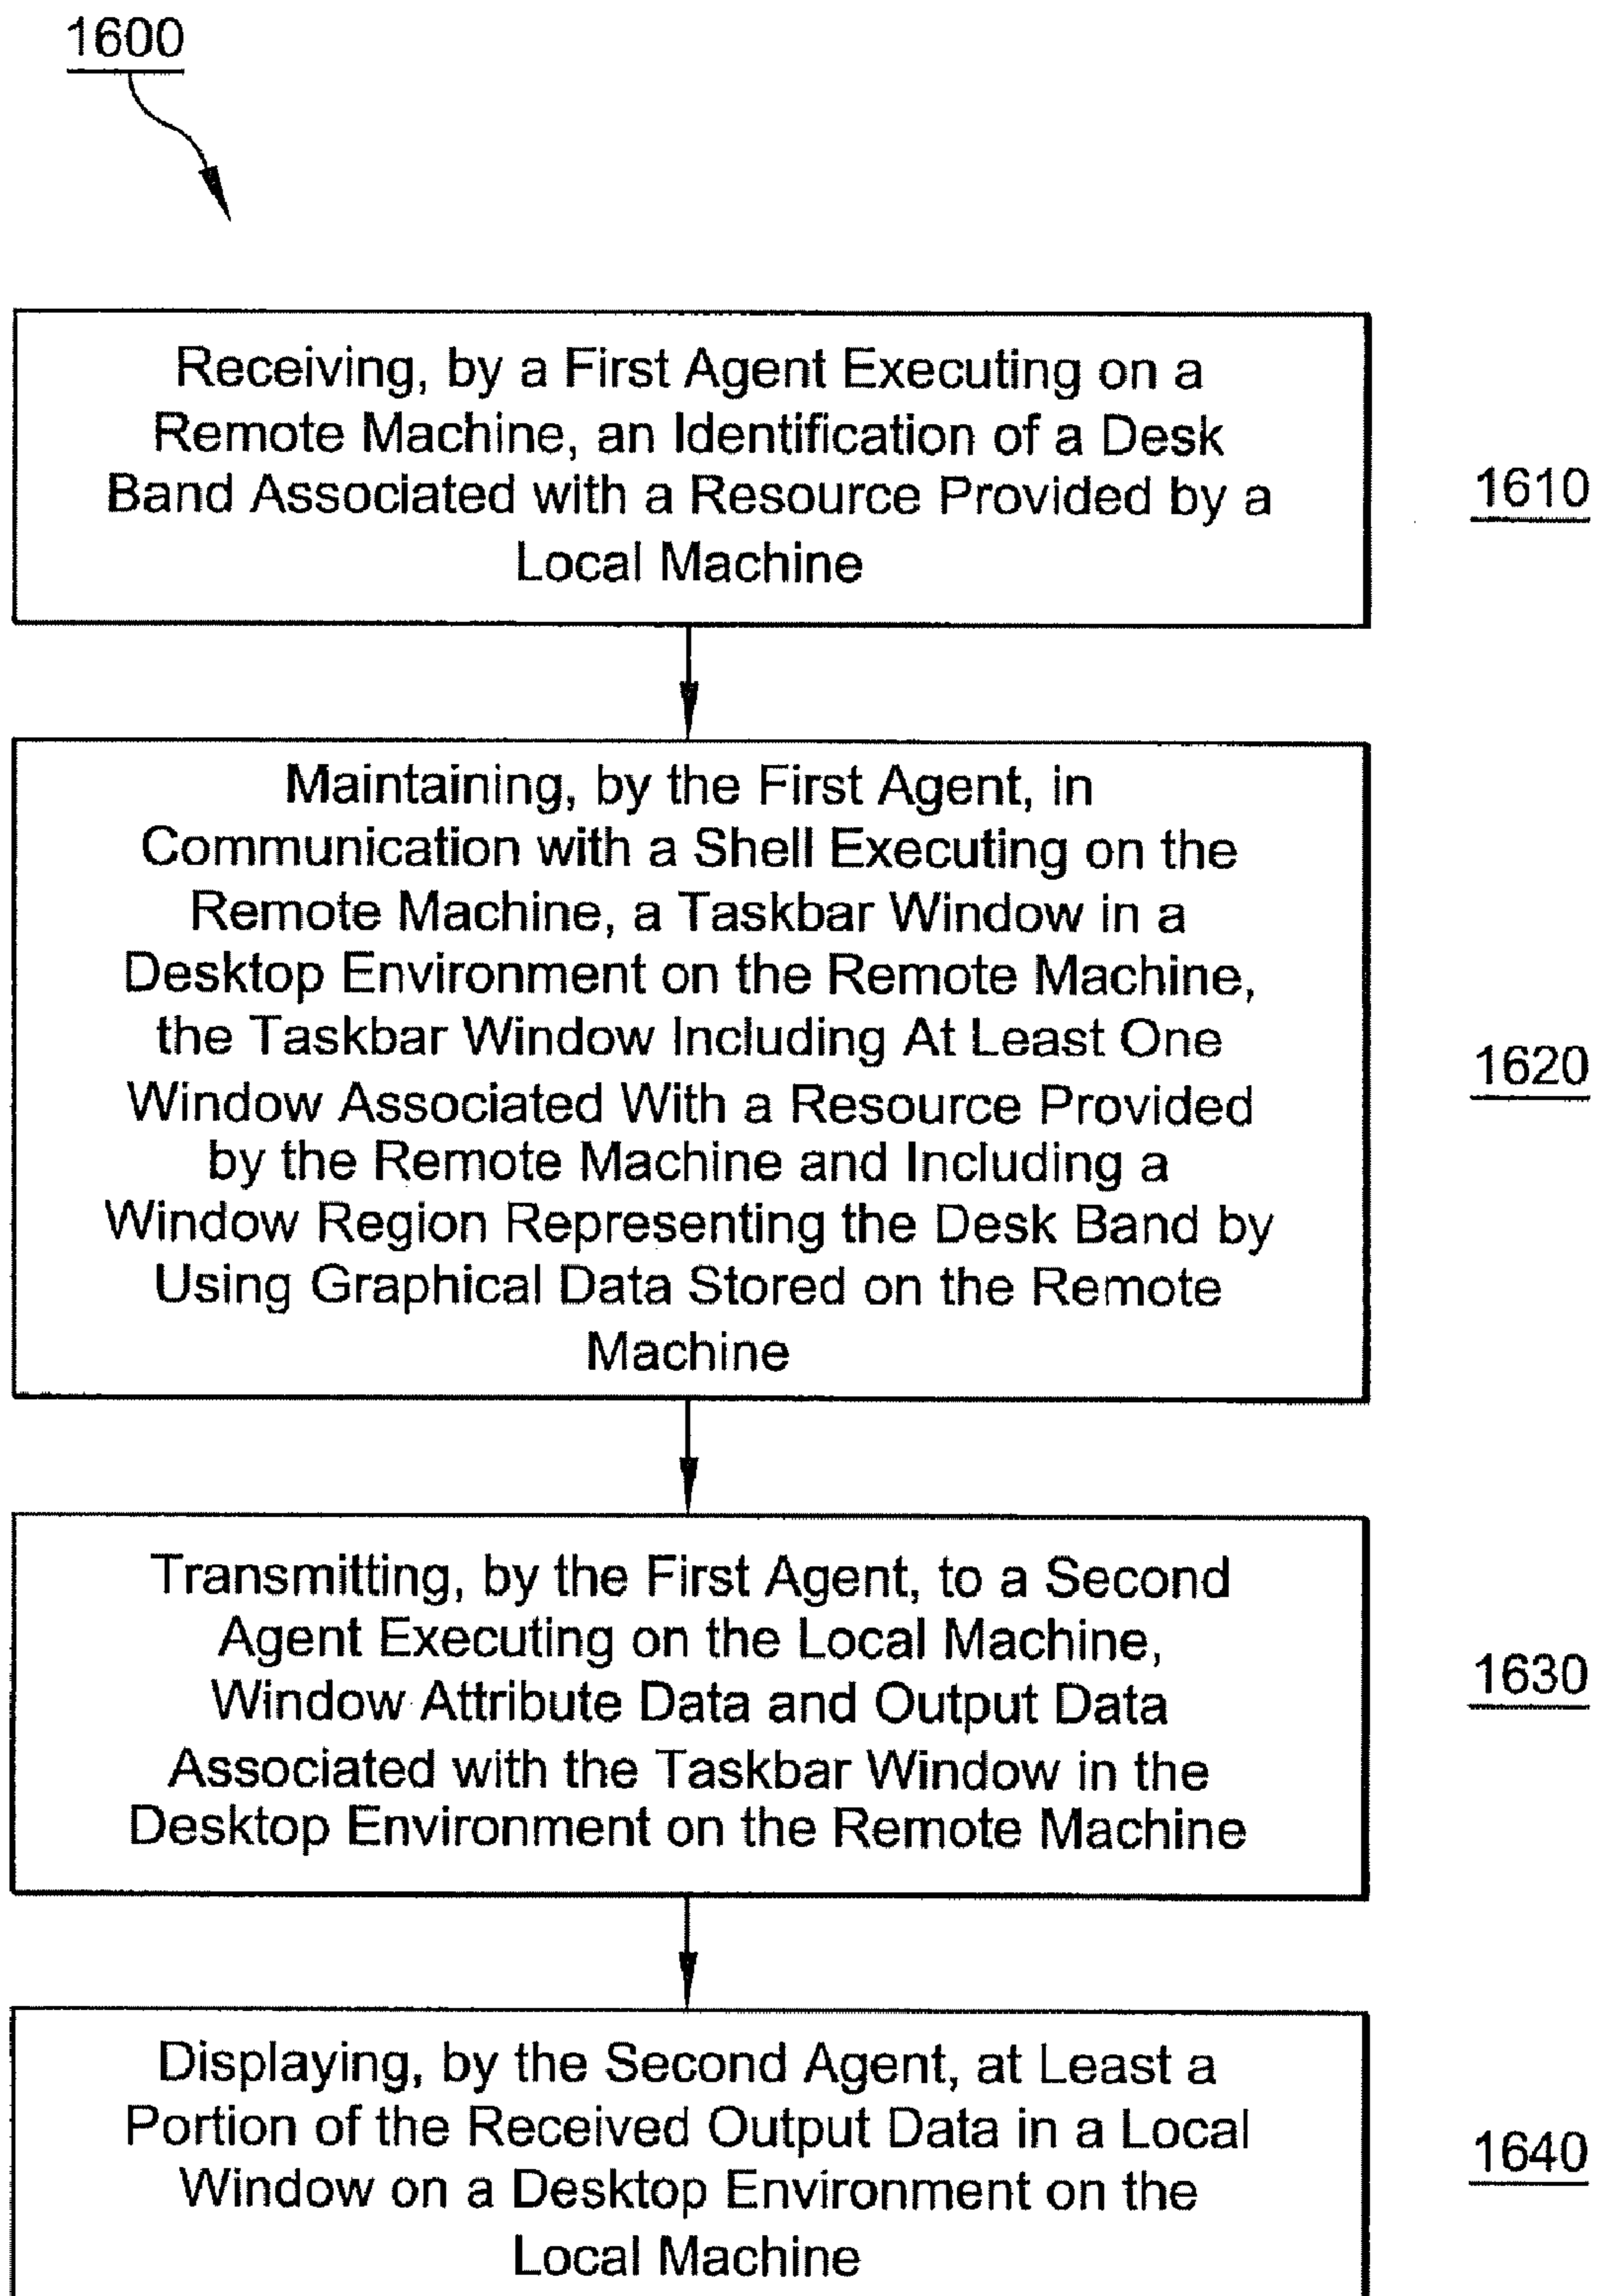 1600
Receiving, by a First Agent Executing on a
Remote Machine, an Identification of a Desk
Band Associated with a Resource Provided by a
Local Machine
1610
Maintaining, by the First Agent, in
Communication with a Shell Executing on the
Remote Machine, a Taskbar Window in a
Desktop Environment on the Remote Machine,
the Taskbar Window Including At Least One
Window Associated With a Resource Provided
by the Remote Machine and Including a
Window Region Representing the Desk Band by
Using Graphical Data Stored on the Remote
Machine
1620
Transmitting, by the First Agent, to a Second
Agent Executing on the Local Machine,
Window Attribute Data and Output Data
Associated with the Taskbar Window in the
Desktop Environment on the Remote Machine
1630
Displaying, by the Second Agent, at Least a
Portion of the Received Output Data in a Local
Window on a Desktop Environment on the
Local Machine
1640